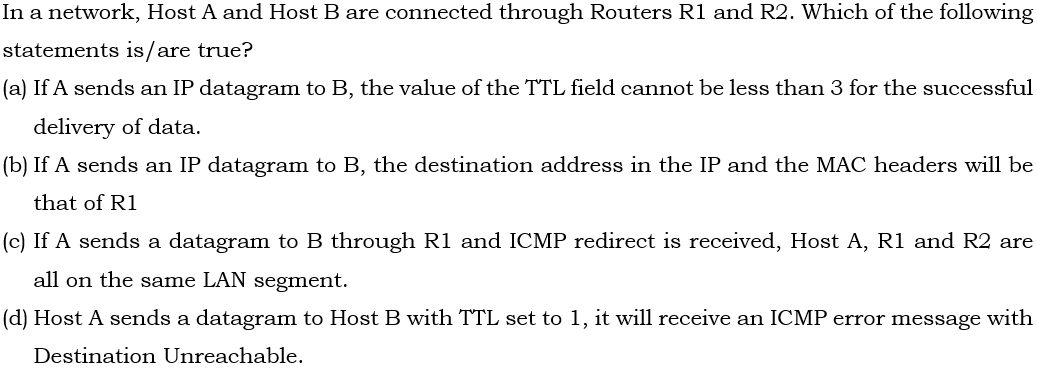 In a network, Host A and Host B are connected through Routers R1 and R2. Which of the following
statements is/are true?
(a) If A sends an IP datagram to B, the value of the TTL field cannot be less than 3 for the successful
delivery of data.
(b) If A sends an IP datagram to B, the destination address in the IP and the MAC headers will be
that of R1
(c) If A sends a datagram to B through R1 and ICMP redirect is received, Host A, R1 and R2 are
all on the same LAN segment.
(d) Host A sends a datagram to Host B with TTL set to 1, it will receive an ICMP error message with
Destination Unreachable.